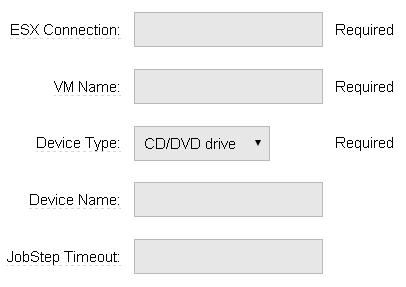 ESX Connection: Required
VM Name: Required
Device Type: CD/DVD drive Required
Device Name:
JobStep Timeout: